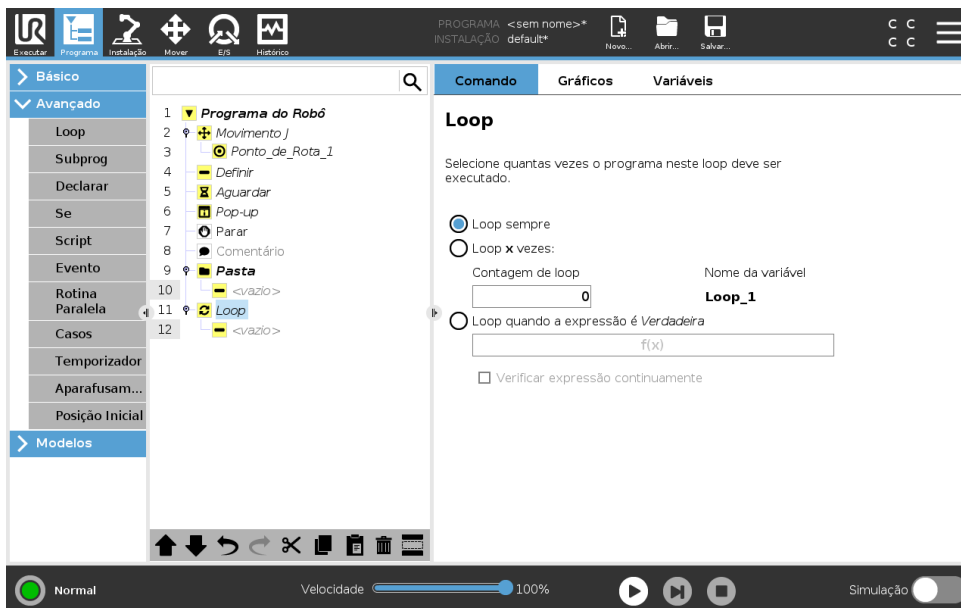 Executar
Programa
Instalação
Mover
E/S
Histórico
PROGRAMA <sem nome>*
INSTALAÇÃO default*
Novo...
Abrir...
Salvar...
C C
C C
Básico
Avançado
Loop
Subprog
Declarar
Se
Script
Evento
Rotina
Paralela
Casos
Temporizador
Aparafusam...
Posição Inicial
Modelos
1 Programa do Robô
2 Movimento J
3 Ponto_de_Rota_1
4 Definir
5 Aguardar
6 Pop-up
7 Parar
8 Comentário
9 Pasta
10 <vazio>
11 Loop
12 <vazio>
Comando Gráficos Variáveis
Loop
Selecione quantas vezes o programa neste loop deve ser
executado.
Loop sempre
Loop x vezes:
Contagem de loop Nome da variável
0 Loop_1
Loop quando a expressão é Verdadeira
f(x)
Verificar expressão continuamente
Normal
Velocidade 100%
Simulação